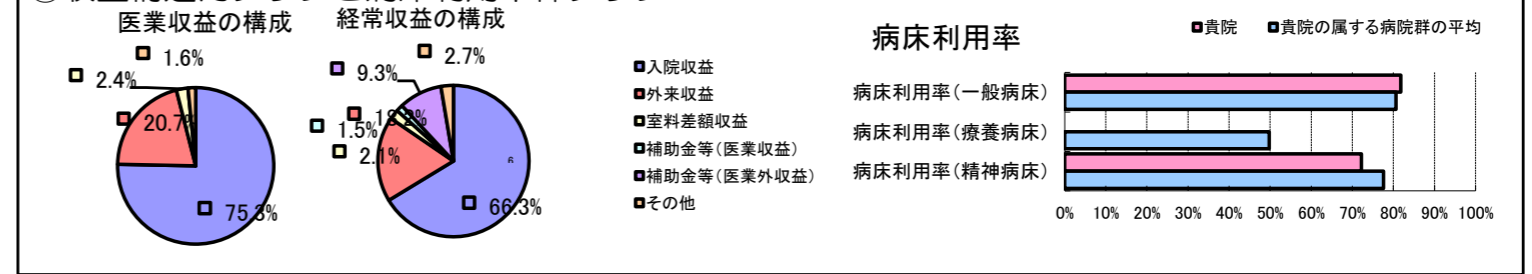 医業収益の構成
1.6%
2.4%
20.7%
75.3%
経常収益の構成
2.7%
9.3%
18.2%
1.5%
2.1%
66.3%
入院収益
外来収益
室料差額収益
補助金等(医業収益)
補助金等(医業外収益)
その他
病床利用率
貴院 貴院の属する病院群の平均
病床利用率(一般病床)
病床利用率(療養病床)
病床利用率(精神病床)
0% 10% 20% 30% 40% 50% 60% 70% 80% 90% 100%